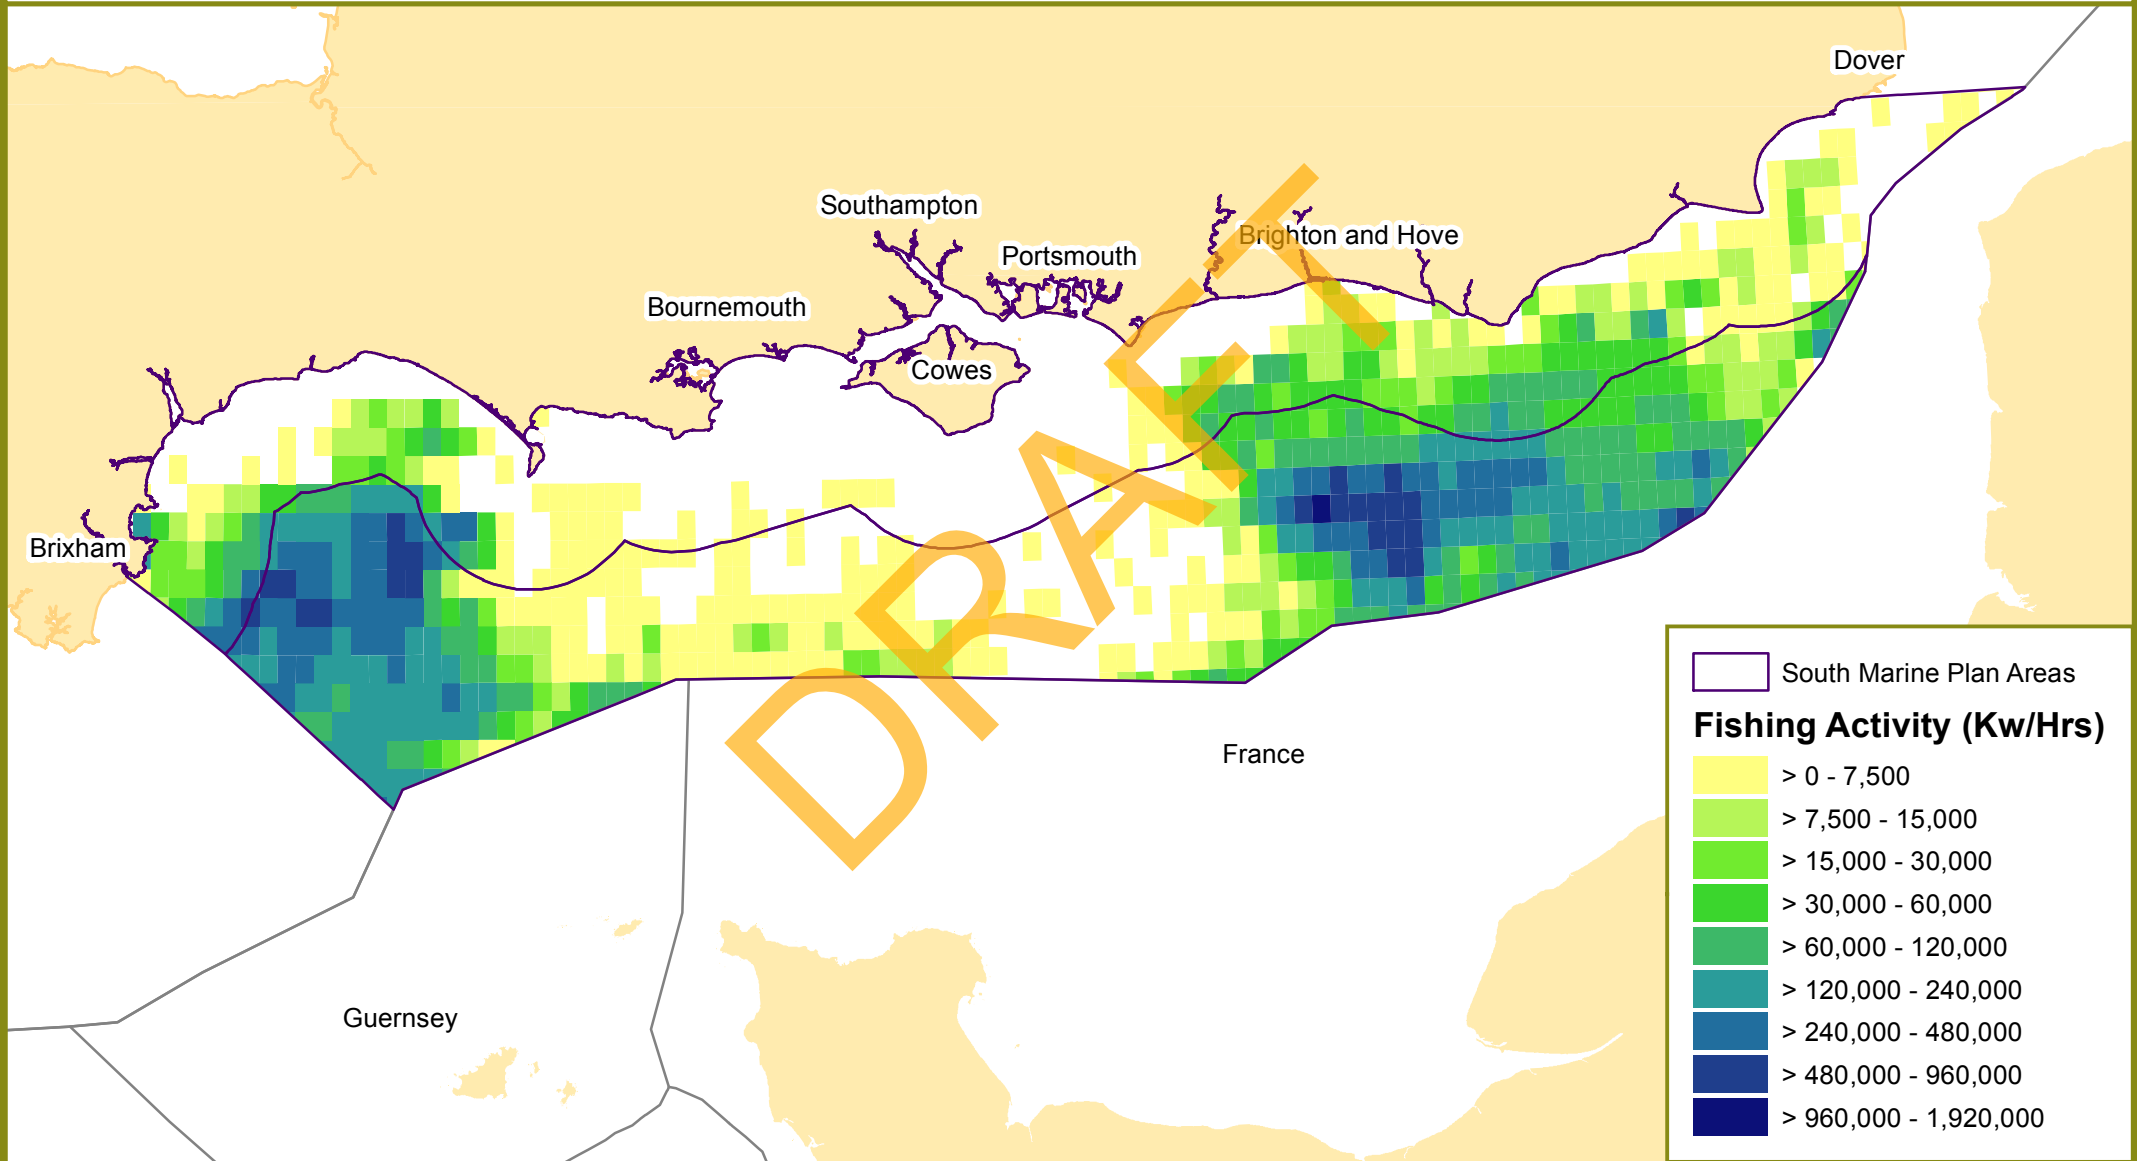 Dover
Southampton
Brighton and Hove
Portsmouth
Bournemouth
Cowes
Brixham
DRAFT
France
Guernsey
South Marine Plan Areas
Fishing Activity (Kw/Hrs)
> 0 - 7,500
> 7,500 - 15,000
> 15,000 - 30,000
> 30,000 - 60,000
> 60,000 - 120,000
> 120,000 - 240,000
> 240,000 - 480,000
> 480,000 - 960,000
> 960,000 - 1,920,000